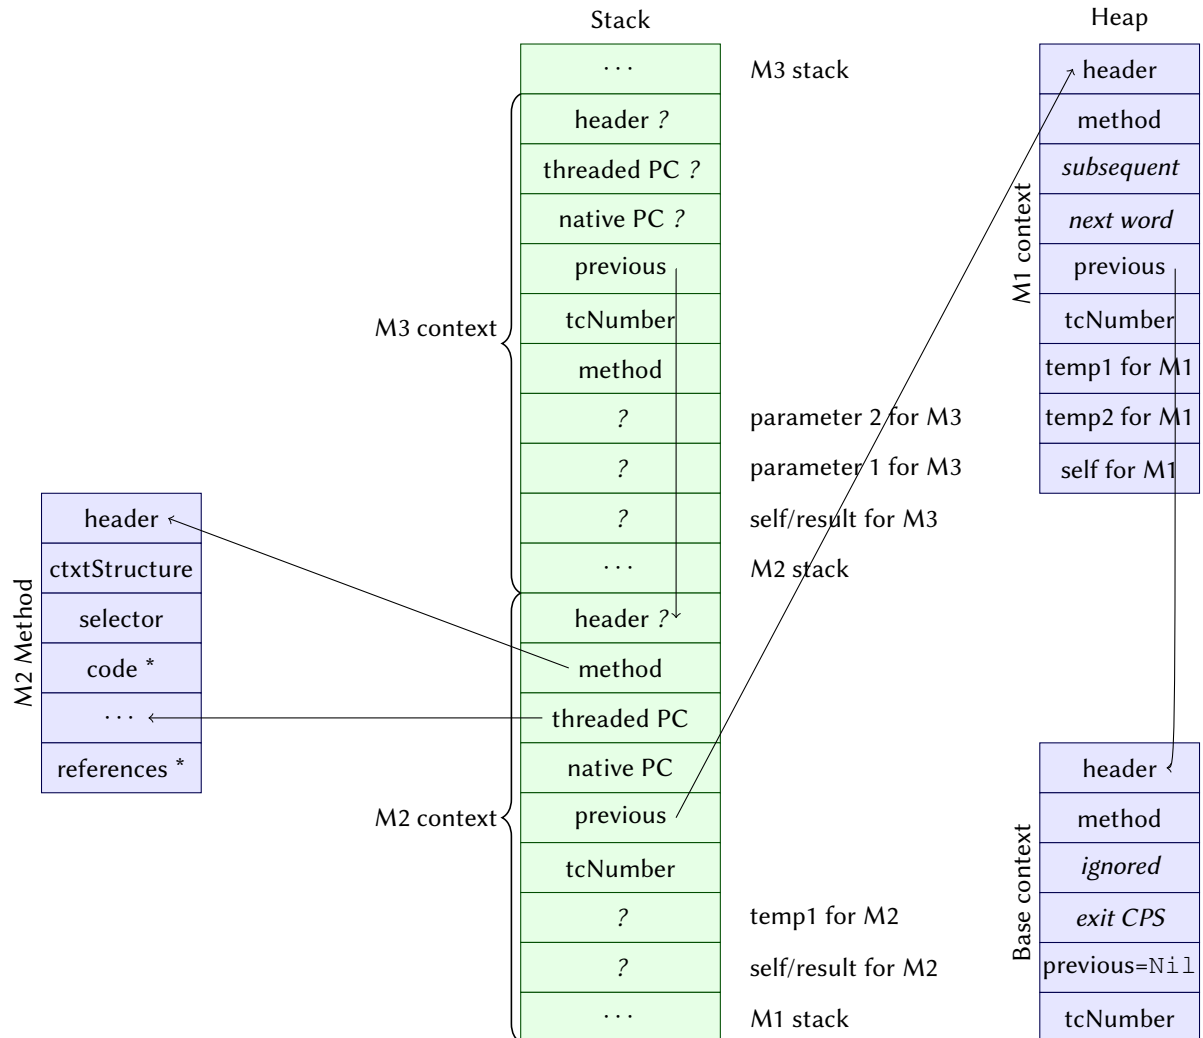 Stack
Heap
···
M3 stack
header ?
threaded PC ?
native PC ?
previous
tcNumber
method
?
parameter 2 for M3
?
parameter 1 for M3
?
self/result for M3
···
M2 stack
M3 context
header ?
method
threaded PC
native PC
previous
tcNumber
?
temp1 for M2
?
self/result for M2
···
M1 stack
M2 context
M2 Method
header
ctxtStructure
selector
code *
···
references *
M1 context
header
method
subsequent
next word
previous
tcNumber
temp1 for M1
temp2 for M1
self for M1
Base context
header
method
ignored
exit CPS
previous=Nil
tcNumber